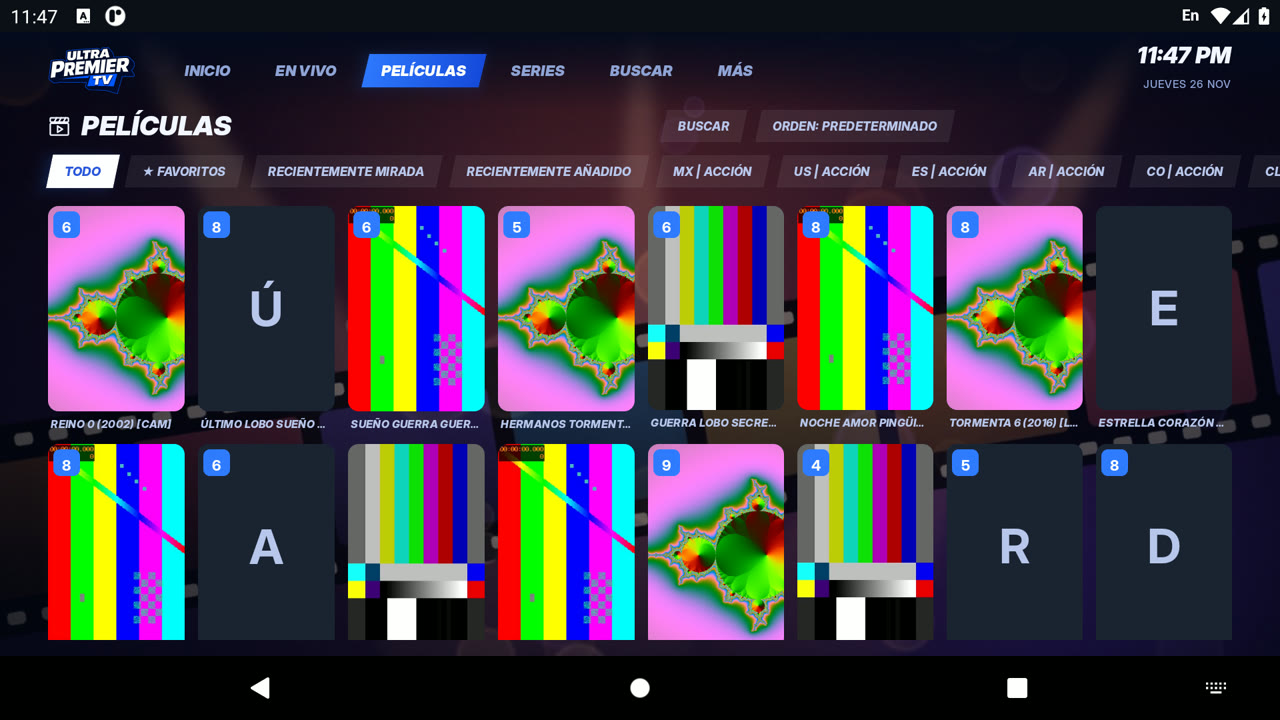 11:47
A
En
ULTRA
PREMIER
TV
INICIO
EN VIVO
PELÍCULAS
SERIES
BUSCAR
MÁS
11:47 PM
JUEVES 26 NOV
PELÍCULAS
BUSCAR
ORDEN: PREDETERMINADO
TODO
★ FAVORITOS
RECIENTEMENTE MIRADA
RECIENTEMENTE AÑADIDO
MX | ACCIÓN
US | ACCIÓN
ES | ACCIÓN
AR | ACCIÓN
CO | ACCIÓN
CL
6
8
Ú
6
5
6
8
8
E
REINO 0 (2002) [CAM]
ÚLTIMO LOBO SUEÑO ...
SUEÑO GUERRA GUER...
HERMANOS TORMENT...
GUERRA LOBO SECRE...
NOCHE AMOR PINGÜI...
TORMENTA 6 (2016) [L...
ESTRELLA CORAZÓN ...
8
6
A
9
4
5
R
8
D